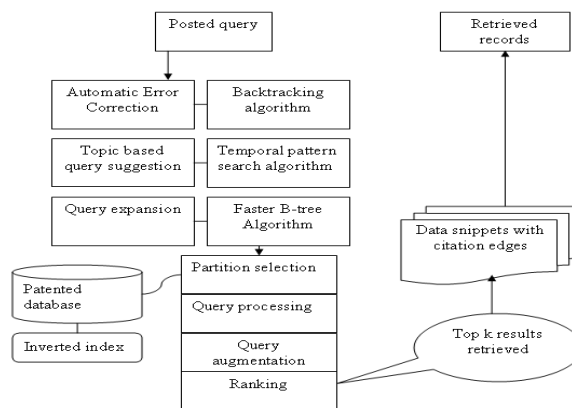 Posted query
Retrieved
records
Automatic Error
Correction
Backtracking
algorithm
Topic based
query suggestion
Temporal pattern
search algorithm
Query expansion
Faster B-tree
Algorithm
Data snippets with
citation edges
Patented
database
Partition selection
Query processing
Inverted index
Query
augmentation
Ranking
Top k results
retrieved